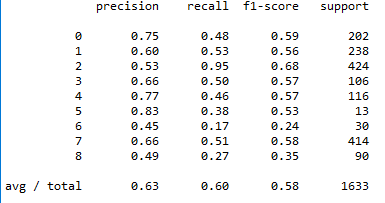 precision recall f1-score support
0 0.75 0.48 0.59 202
1 0.60 0.53 0.56 238
2 0.53 0.95 0.68 424
3 0.66 0.50 0.57 106
4 0.77 0.46 0.57 116
5 0.83 0.38 0.53 13
6 0.45 0.17 0.24 30
7 0.66 0.51 0.58 414
8 0.49 0.27 0.35 90
avg / total 0.63 0.60 0.58 1633